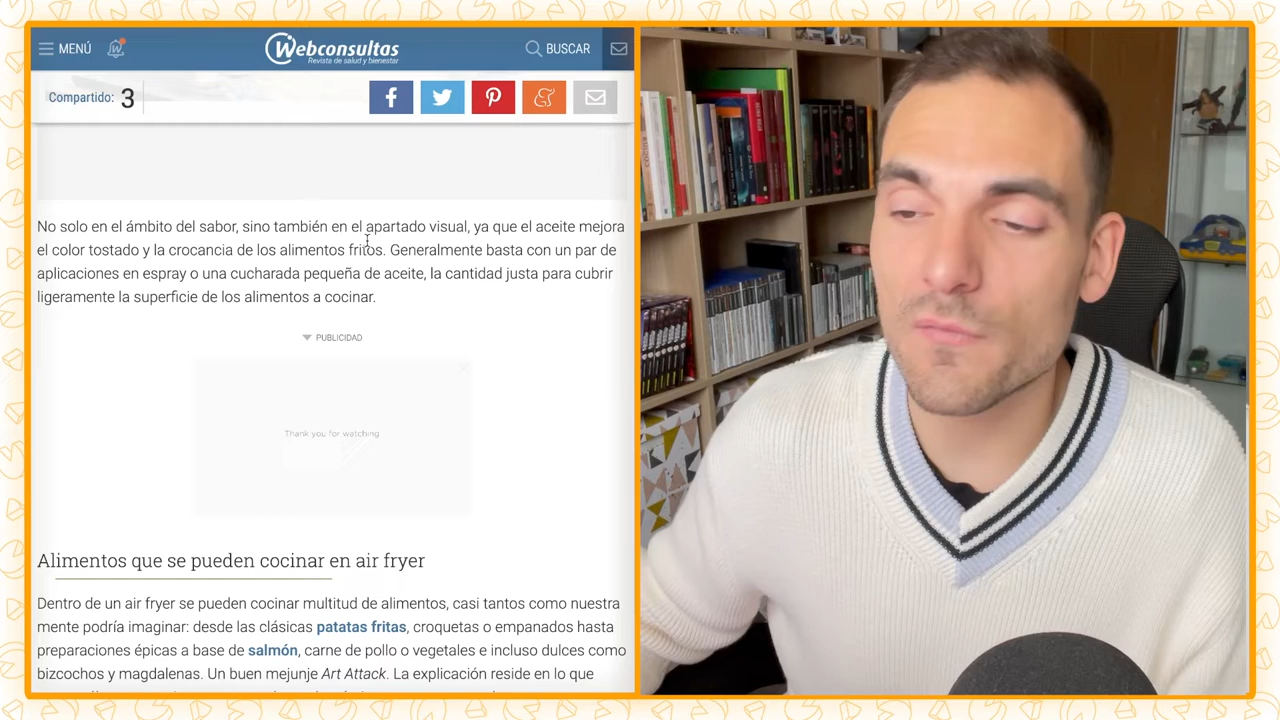 MENÚ
Webconsultas
Revista de salud y bienestar
BUSCAR
Compartido: 3
No solo en el ámbito del sabor, sino también en el apartado visual, ya que el aceite mejora
el color tostado y la crocancia de los alimentos fritos. Generalmente basta con un par de
aplicaciones en espray o una cucharada pequeña de aceite, la cantidad justa para cubrir
ligeramente la superficie de los alimentos a cocinar.
PUBLICIDAD
Thank you for watching
Alimentos que se pueden cocinar en air fryer
Dentro de un air fryer se pueden cocinar multitud de alimentos, casi tantos como nuestra
mente podría imaginar: desde las clásicas patatas fritas, croquetas o empanados hasta
preparaciones épicas a base de salmón, carne de pollo o vegetales e incluso dulces como
bizcochos y magdalenas. Un buen mejunje Art Attack. La explicación reside en lo que